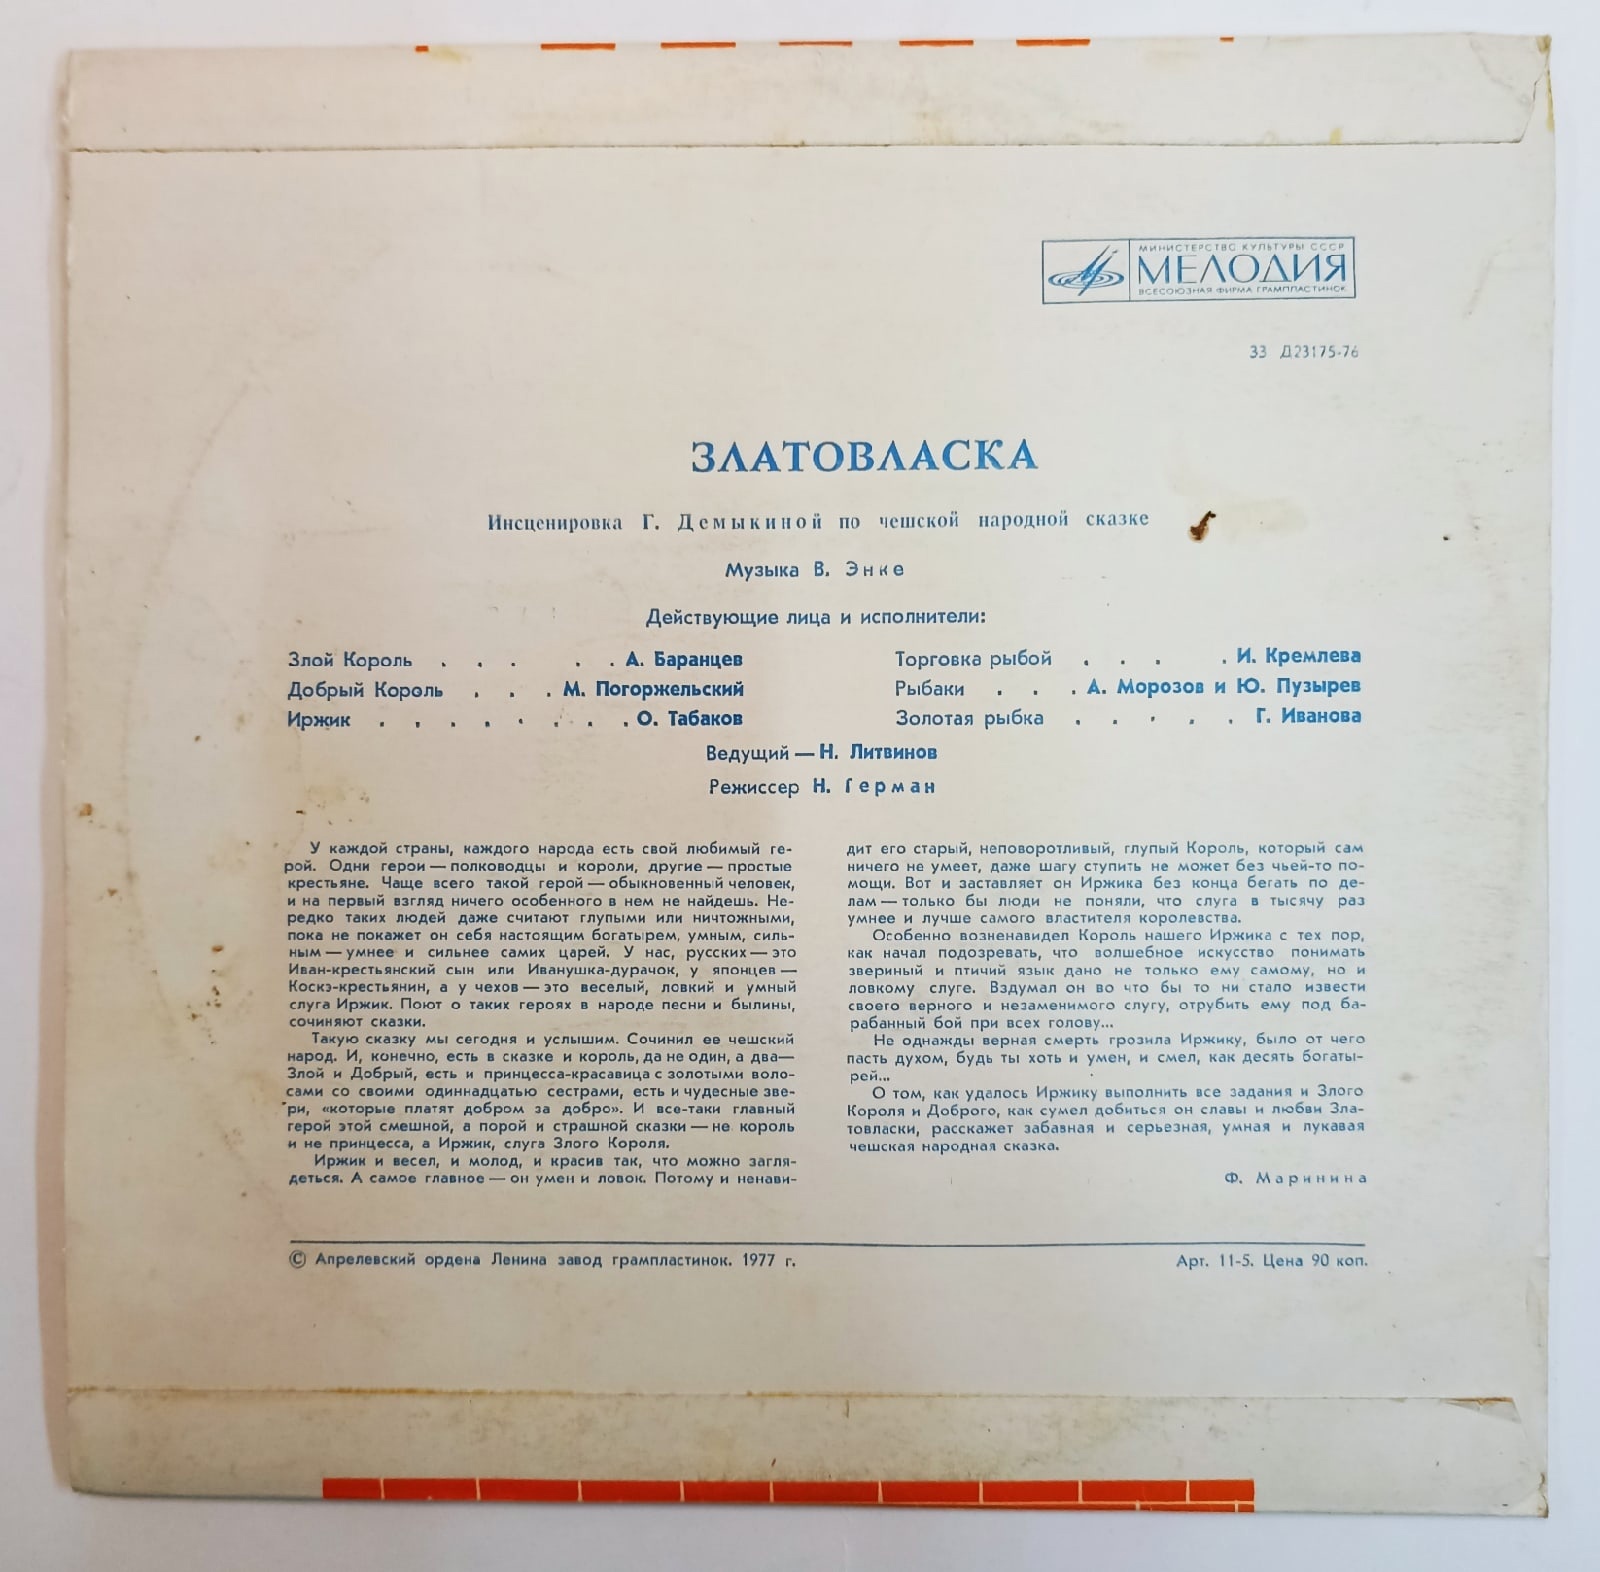 МИНИСТЕРСТВО КУЛЬТУРЫ СССР
МЕЛОДИЯ
ВСЕСОЮЗНАЯ ФИРМА ГРАМПЛАСТИНОК
33 Д23175-76
ЗЛАТОВЛАСКА
Инсценировка Г. Демыкиной по чешской народной сказке
Музыка В. Энке
Действующие лица и исполнители:
Злой Король . . . . . А. Баранцев
Добрый Король . . . М. Погоржельский
Иржик . . . . . . . . О. Табаков
Торговка рыбой . . . . И. Кремлева
Рыбаки . . . А. Морозов и Ю. Пузырев
Золотая рыбка . . . . . Г. Иванова
Ведущий — Н. Литвинов
Режиссер Н. Герман
У каждой страны, каждого народа есть свой любимый ге-
рой. Одни герои — полководцы и короли, другие — простые
крестьяне. Чаще всего такой герой — обыкновенный человек,
и на первый взгляд ничего особенного в нем не найдешь. Не-
редко таких людей даже считают глупыми или ничтожными,
пока не покажет он себя настоящим богатырем, умным, силь-
ным — умнее и сильнее самих царей. У нас, русских — это
Иван-крестьянский сын или Иванушка-дурачок, у японцев —
Коскэ-крестьянин, а у чехов — это веселый, ловкий и умный
слуга Иржик. Поют о таких героях в народе песни и былины,
сочиняют сказки.
Такую сказку мы сегодня и услышим. Сочинил ее чешский
народ. И, конечно, есть в сказке и король, да не один, а два —
Злой и Добрый, есть и принцесса-красавица с золотыми воло-
сами со своими одиннадцатью сестрами, есть и чудесные зве-
ри, «которые платят добром за добро». И все-таки главный
герой этой смешной, а порой и страшной сказки — не король
и не принцесса, а Иржик, слуга Злого Короля.
Иржик и весел, и молод, и красив так, что можно загля-
деться. А самое главное — он умен и ловок. Потому и ненави-
дит его старый, неповоротливый, глупый Король, который сам
ничего не умеет, даже шагу ступить не может без чьей-то по-
мощи. Вот и заставляет он Иржика без конца бегать по де-
лам — только бы люди не поняли, что слуга в тысячу раз
умнее и лучше самого властителя королевства.
Особенно возненавидел Король нашего Иржика с тех пор,
как начал подозревать, что волшебное искусство понимать
звериный и птичий язык дано не только ему самому, но и
ловкому слуге. Вздумал он во что бы то ни стало извести
своего верного и незаменимого слугу, отрубить ему под ба-
рабанный бой при всех голову...
Не однажды верная смерть грозила Иржику, было от чего
пасть духом, будь ты хоть и умен, и смел, как десять богаты-
рей...
О том, как удалось Иржику выполнить все задания и Злого
Короля и Доброго, как сумел добиться он славы и любви Зла-
товласки, расскажет забавная и серьезная, умная и лукавая
чешская народная сказка.
Ф. Маринина
© Апрелевский ордена Ленина завод грампластинок. 1977 г.
Арт. 11-5. Цена 90 коп.